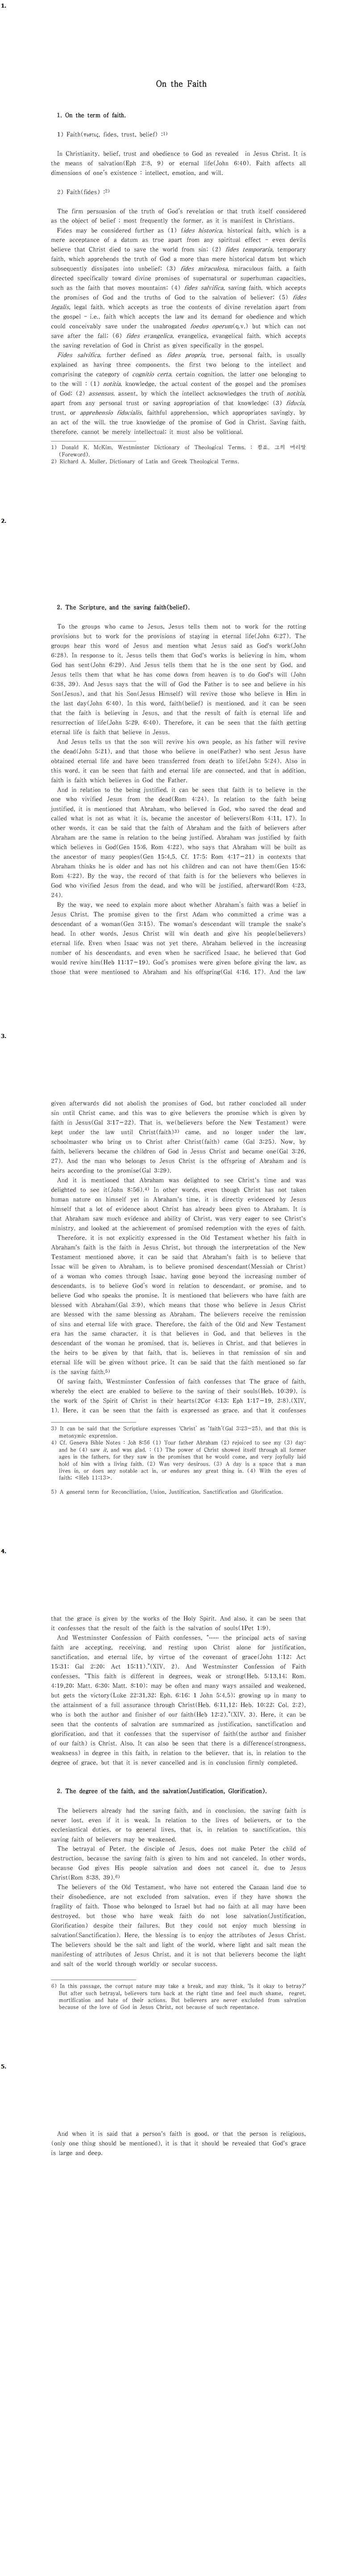 1.
On the Faith
1. On the term of faith.
1) Faith(πιστις, fides, trust, belief) :1)
In Christianity, belief, trust and obedience to God as revealed in Jesus Christ. It is
the means of salvation(Eph 2:8, 9) or eternal life(John 6:40). Faith affects all
dimensions of one's existence : intellect, emotion, and will.
2) Faith(fides) :2)
The firm persuasion of the truth of God's revelation or that truth itself considered
as the object of belief ; most frequently the former, as it is manifest in Christians.
Fides may be considered further as (1) fides historica, historical faith, which is a
mere acceptance of a datum as true apart from any spiritual effect - even devils
believe that Christ died to save the world from sin; (2) fides temporaria, temporary
faith, which apprehends the truth of a more than mere historical datum but which
subsequently dissipates into unbelief; (3) fides miraculosa, miraculous faith, a faith
directed specifically toward divine promises of supernatural or superhuman capacities,
such as the faith that moves mountains; (4) fides salvifica, saving faith, which accepts
the promises of God and the truths of God to the salvation of believer; (5) fides
legalis, legal faith, which accepts as true the contents of divine revelation apart from
the gospel - i.e., faith which accepts the law and its demand for obedience and which
could conceivably save under the unabrogated foedus operum(q.v.) but which can not
save after the fall; (6) fides evangelica, evangelical faith, which accepts
the saving revelation of God in Christ as given specifically in the gospel.
Fides salvifica, further defined as fides propria, true, personal faith, is usually
explained as having three components, the first two belong to the intellect and
comprising the category of cognitio certa, certain cognition, the latter one belonging to
to the will : (1) notitia, knowledge, the actual content of the gospel and the promises
of God; (2) assensus, assent, by which the intellect acknowledges the truth of notitia,
apart from any personal trust or saving appropriation of that knowledge; (3) fiducia,
trust, or apprehensio fiducialis, faithful apprehension, which appropriates savingly, by
an act of the will, the true knowledge of the promise of God in Christ. Saving faith,
therefore, cannot be merely intellectual; it must also be volitional.
1) Donald K. McKim, Westminster Dictionary of Theological Terms. :
(Foreword).
2) Richard A. Muller, Dictionary of Latin and Greek Theological Terms.
2.
2. The Scripture, and the saving faith(belief).
To the groups who came to Jesus, Jesus tells them not to work for the rotting
provisions but to work for the provisions of staying in eternal life(John 6:27). The
groups hear this word of Jesus and mention what Jesus said as God's work(John
6:28). In response to it, Jesus tells them that God's works is believing in him, whom
God has sent(John 6:29). And Jesus tells them that he is the one sent by God, and
Jesus tells them that what he has come down from heaven is to do God's will (John
6:38, 39). And Jesus says that the will of God the Father is to see and believe in his
Son(Jesus), and that his Son(Jesus Himself) will revive those who believe in Him in
the last day(John 6:40). In this word, faith(belief) is mentioned, and it can be seen
that the faith is believing in Jesus, and that the result of faith is eternal life and
resurrection of life(John 5:29, 6:40). Therefore, it can be seen that the faith getting
eternal life is faith that believe in Jesus.
And Jesus tells us that the son will revive his own people, as his father will revive
the dead(John 5:21), and that those who believe in one(Father) who sent Jesus have
obtained eternal life and have been transferred from death to life(John 5:24). Also in
this word, it can be seen that faith and eternal life are connected, and that in addition,
faith is faith which believes in God the Father.
And in relation to the being justified, it can be seen that faith is to believe in the
one who vivified Jesus from the dead(Rom 4:24). In relation to the faith being
justified, it is mentioned that Abraham, who believed in God, who saved the dead and
called what is not as what it is, became the ancestor of believers(Rom 4:11, 17). In
other words, it can be said that the faith of Abraham and the faith of believers after
Abraham are the same in relation to the being justified. Abraham was justified by faith
which believes in God(Gen 15:6, Rom 4:22), who says that Abraham will be built as
the ancestor of many peoples(Gen 15:4,5. Cf. 17:5; Rom 4:17-21) in contexts that
Abraham thinks he is older and has not his children and can not have them(Gen 15:6;
Rom 4:22). By the way, the record of that faith is for the believers who believes in
God who vivified Jesus from the dead, and who will be justified, afterward(Rom 4:23,
24).
By the way, we need to explain more about whether Abraham's faith was a belief in
Jesus Christ. The promise given to the first Adam who committed a crime was a
descendant of a woman(Gen 3:15). The woman's descendant will trample the snake's
head. In other words, Jesus Christ will win death and give his people(believers)
eternal life. Even when Isaac was not yet there, Abraham believed in the increasing
number of his descendants, and even when he sacrificed Isaac, he believed that God
would revive him(Heb 11:17-19). God's promises were given before giving the law, as
those that were mentioned to Abraham and his offspring(Gal 4:16, 17). And the law
3.
given afterwards did not abolish the promises of God, but rather concluded all under
sin until Christ came, and this was to give believers the promise which is given by
faith in Jesus(Gal 3:17-22). That is, we(believers before the New Testament) were
kept under the law until Christ(faith)3) came, and no longer under the law,
schoolmaster who bring us to Christ after Christ(faith) came (Gal 3:25). Now, by
faith, believers became the children of God in Jesus Christ and became one(Gal 3:26,
27). And the man who belongs to Jesus Christ is the offspring of Abraham and is
heirs according to the promise(Gal 3:29).
And it is mentioned that Abraham was delighted to see Christ's time and was
delighted to see it(John 8:56).4) In other words, even though Christ has not taken
human nature on himself yet in Abraham's time, it is directly evidenced by Jesus
himself that a lot of evidence about Christ has already been given to Abraham. It is
that Abraham saw much evidence and ability of Christ, was very eager to see Christ's
ministry, and looked at the achievement of promised redemption with the eyes of faith.
Therefore, it is not explicitly expressed in the Old Testament whether his faith in
Abraham's faith is the faith in Jesus Christ, but through the interpretation of the New
Testament mentioned above, it can be said that Abraham's faith is to believe that
Issac will be given to Abraham, is to believe promised descendant(Messiah or Christ)
of a woman who comes through Issac, having gone beyond the increasing number of
descendants, is to believe God's word in relation to descendant, or promise, and to
believe God who speaks the promise. It is mentioned that believers who have faith are
blessed with Abraham(Gal 3:9), which means that those who believe in Jesus Christ
are blessed with the same blessing as Abraham. The believers receive the remission
of sins and eternal life with grace. Therefore, the faith of the Old and New Testament
era has the same character, it is that believes in God, and that believes in the
descendant of the woman he promised, that is, believes in Christ, and that believes in
the heirs to be given by that faith, that is, believes in that remission of sin and
eternal life will be given without price. It can be said that the faith mentioned so far
is the saving faith.5)
Of saving faith, Westminster Confession of faith confesses that The grace of faith,
whereby the elect are enabled to believe to the saving of their souls(Heb. 10:39), is
the work of the Spirit of Christ in their hearts(2Cor 4:13; Eph 1:17-19, 2:8).(XIV,
1). Here, it can be seen that the faith is expressed as grace, and that it confesses
3) It can be said that the Scripture expresses 'Christ' as 'faith'(Gal 3:23-25), and that this is
metonymic expression.
4) Cf. Geneva Bible Notes : Joh 8:56 (1) Your father Abraham (2) rejoiced to see my (3) day:
and he (4) saw it, and was glad. : (1) The power of Christ showed itself through all former
ages in the fathers, for they saw in the promises that he would come, and very joyfully laid
hold of him with a living faith. (2) Was very desirous. (3) A day is a space that a man
lives in, or does any notable act in, or endures any great thing in. (4) With the eyes of
faith; <Heb 11:13>.
5) A general term for Reconciliation, Union, Justification, Sanctification and Glorification.
4.
that the grace is given by the works of the Holy Spirit. And also, it can be seen that
it confesses that the result of the faith is the salvation of souls(1Pet 1:9).
And Westminster Confession of Faith confesses, "---- the principal acts of saving
faith are accepting, receiving, and resting upon Christ alone for justification,
sanctification, and eternal life, by virtue of the covenant of grace(John 1:12; Act
15:31; Gal 2:20; Act 15:11)."(XIV, 2). And Westminster Confession of Faith
confesses, "This faith is different in degrees, weak or strong(Heb. 5:13,14; Rom.
4:19,20; Matt. 6:30; Matt. 8:10); may be often and many ways assailed and weakened,
but gets the victory(Luke 22:31,32; Eph. 6:16; 1 John 5:4,5); growing up in many to
the attainment of a full assurance through Christ(Heb. 6:11,12; Heb. 10:22; Col. 2:2),
who is both the author and finisher of our faith(Heb 12:2)."(XIV, 3). Here, it can be
seen that the contents of salvation are summarized as justification, sanctification and
glorification, and that it confesses that the supervisor of faith(the author and finisher
of our faith) is Christ. Also, It can also be seen that there is a difference(strongness,
weakness) in degree in this faith, in relation to the believer, that is, in relation to the
degree of grace, but that it is never cancelled and is in conclusion firmly completed.
2. The degree of the faith, and the salvation(Justification, Glorification).
The believers already had the saving faith, and in conclusion, the saving faith is
never lost, even if it is weak. In relation to the lives of believers, or to the
ecclesiastical duties, or to general lives, that is, in relation to sanctification, this
saving faith of believers may be weakened.
The betrayal of Peter, the disciple of Jesus, does not make Peter the child of
destruction, because the saving faith is given to him and not canceled. In other words,
because God gives His people salvation and does not cancel it, due to Jesus
Christ(Rom 8:38, 39).6)
The believers of the Old Testament, who have not entered the Canaan land due to
their disobedience, are not excluded from salvation, even if they have shown the
fragility of faith. Those who belonged to Israel but had no faith at all may have been
destroyed, but those who have weak faith do not lose salvation(Justification,
Glorification) despite their failures. But they could not enjoy much blessing in
salvation(Sanctification). Here, the blessing is to enjoy the attributes of Jesus Christ.
The believers should be the salt and light of the world, where light and salt mean the
manifesting of attributes of Jesus Christ, and it is not that believers become the light
and salt of the world through worldly or secular success.
6) In this passage, the corrupt nature may take a break, and may think, "Is it okay to betray?"
But after such betrayal, believers turn back at the right time and feel much shame, regret,
mortification and hate of their actions. But believers are never excluded from salvation
because of the love of God in Jesus Christ, not because of such repentance.
5.
And when it is said that a person's faith is good, or that the person is religious,
(only one thing should be mentioned), it is that it should be revealed that God's grace
is large and deep.